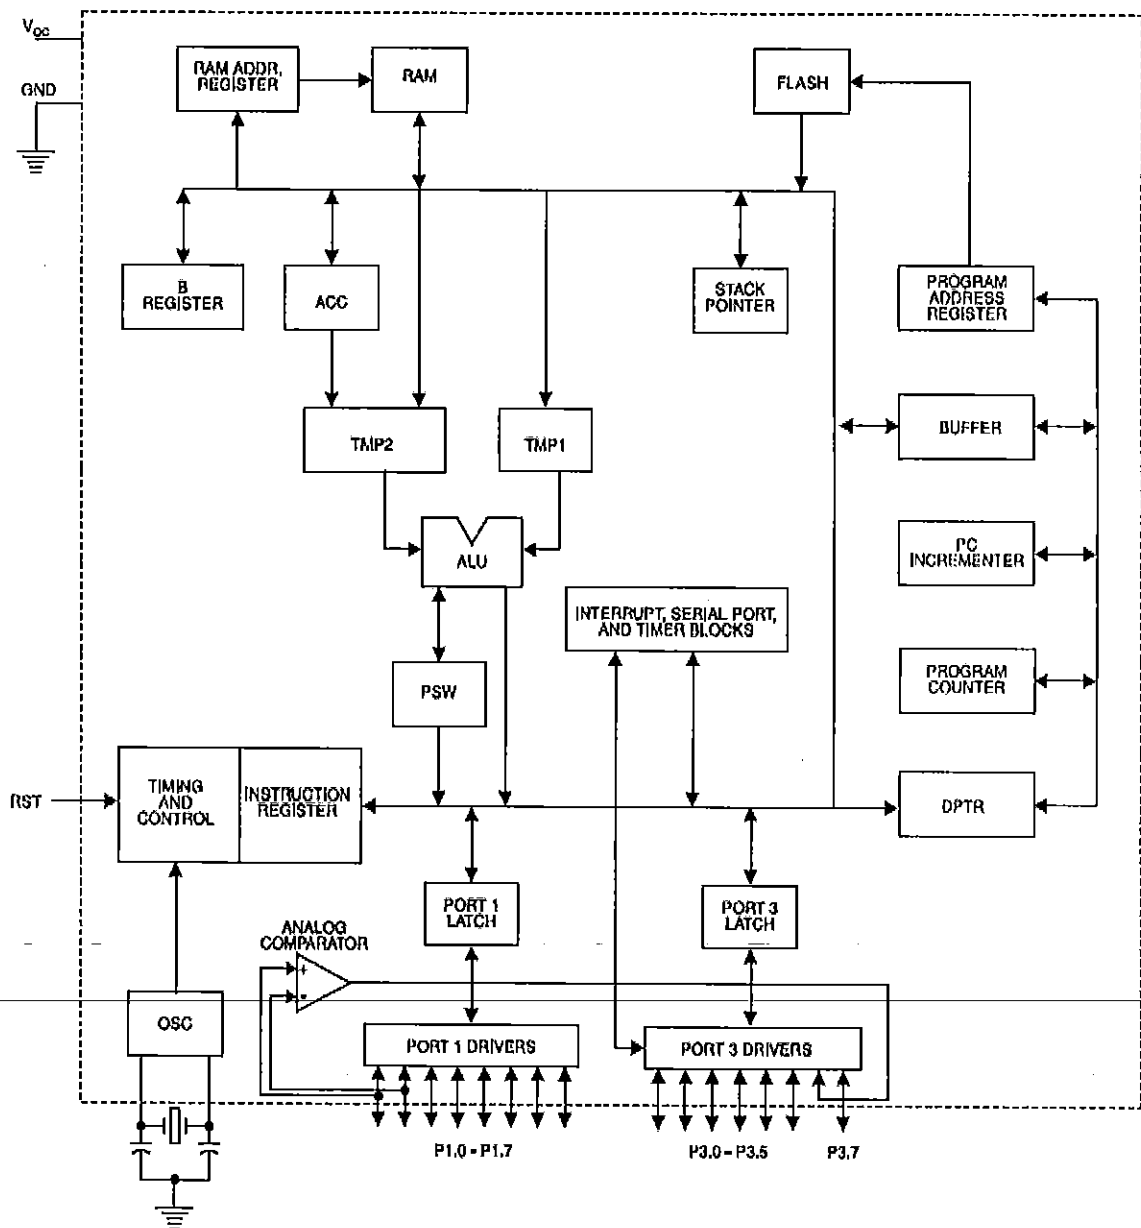 VCC
RAM ADDR.
REGISTER
RAM
FLASH
GND
B
REGISTER
ACC
STACK
POINTER
PROGRAM
ADDRESS
REGISTER
TMP2
TMP1
BUFFER
ALU
PC
INCREMENTER
INTERRUPT, SERIAL PORT,
AND TIMER BLOCKS
PSW
PROGRAM
COUNTER
RST
TIMING
AND
CONTROL
INSTRUCTION
REGISTER
DPTR
PORT 1
LATCH
PORT 3
LATCH
ANALOG
COMPARATOR
+
-
OSC
PORT 1 DRIVERS
PORT 3 DRIVERS
P1.0 - P1.7
P3.0 - P3.5
P3.7